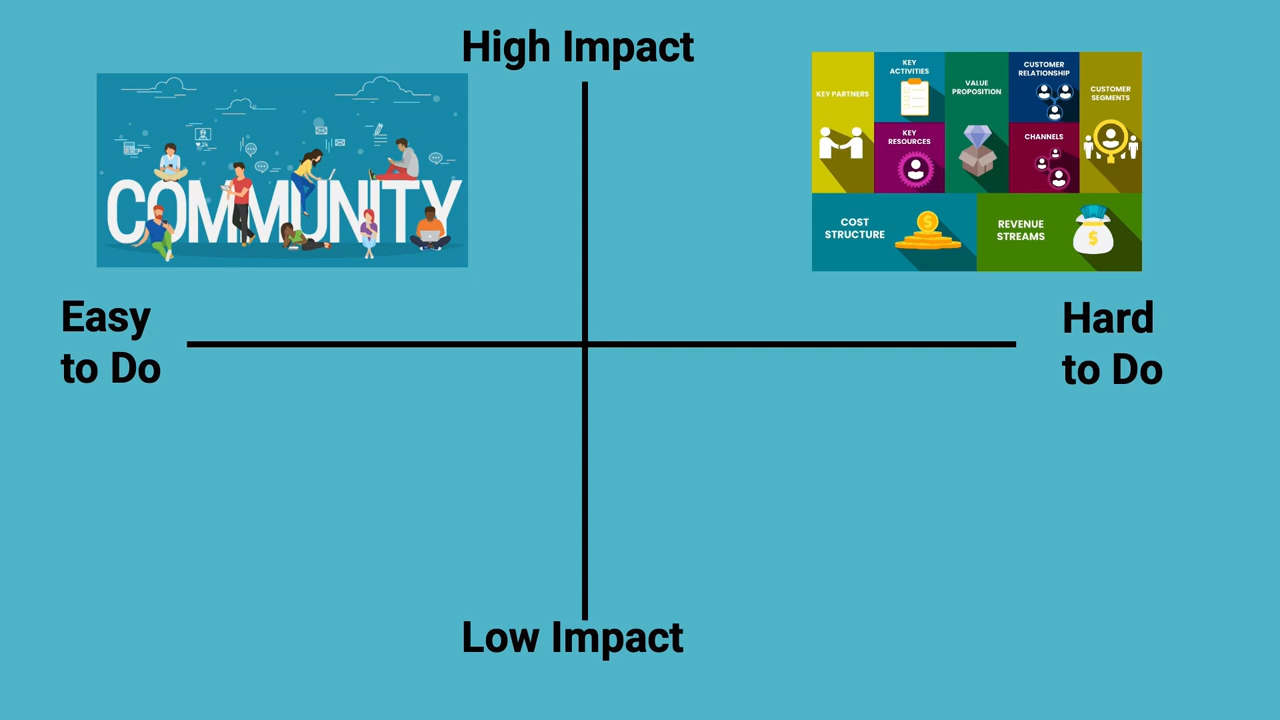 High Impact
COMMUNITY
KEY PARTNERS
KEY
ACTIVITIES
KEY
RESOURCES
VALUE
PROPOSITION
CUSTOMER
RELATIONSHIP
CHANNELS
CUSTOMER
SEGMENTS
COST
STRUCTURE
$
REVENUE
STREAMS
$
Easy
to Do
Hard
to Do
Low Impact